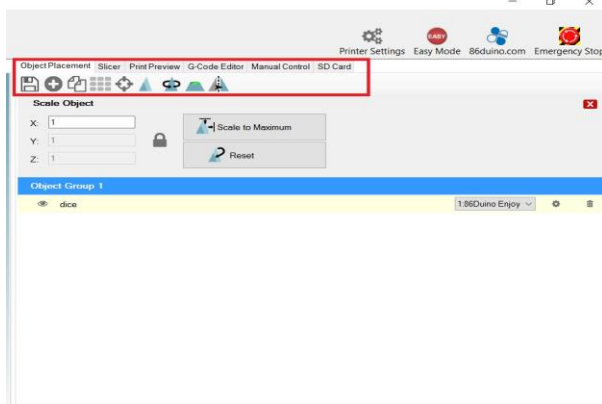 EASY
Printer Settings Easy Mode 86duino.com Emergency Stop
Object Placement Slicer Print Preview G-Code Editor Manual Control SD Card
Scale Object
X: 1
Scale to Maximum
Y: 1
Z: 1
Reset
Object Group 1
dice 1:86Duino Enjoy